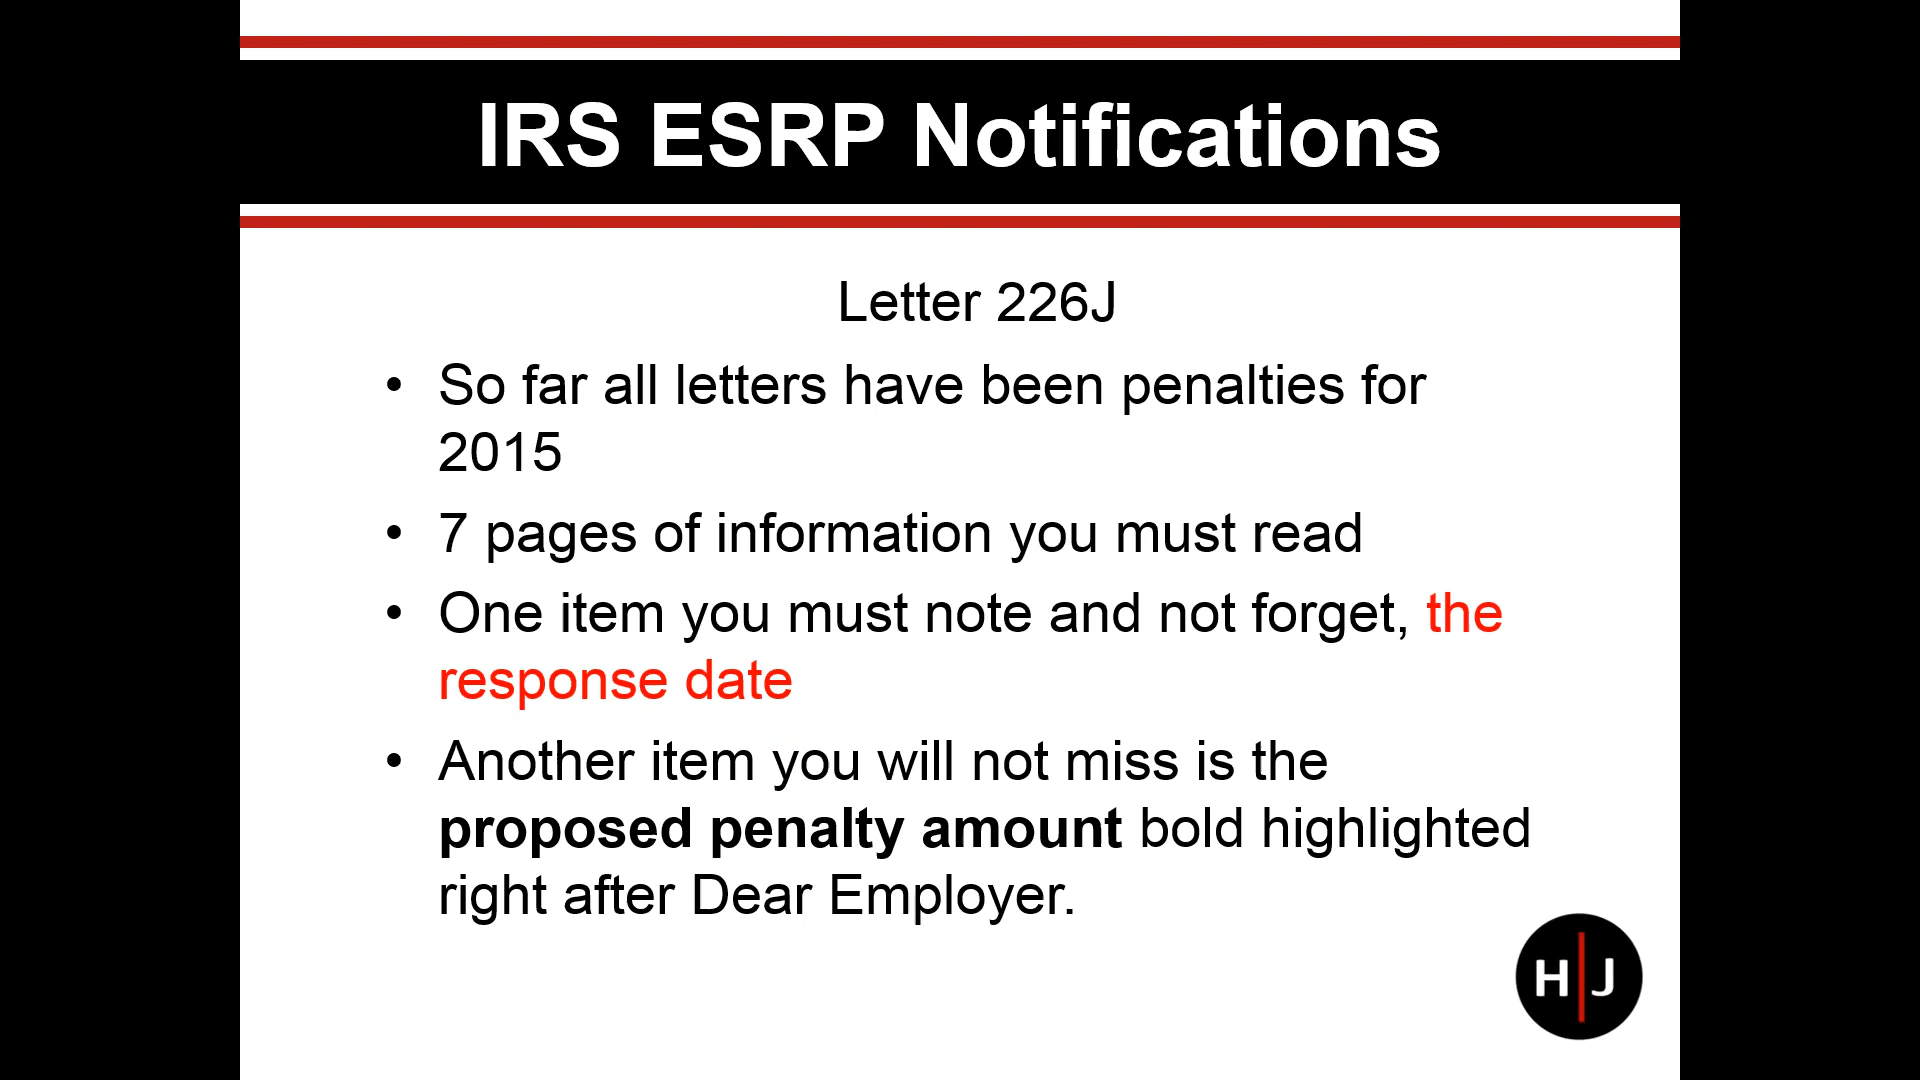 IRS ESRP Notifications
Letter 226J
• So far all letters have been penalties for
2015
• 7 pages of information you must read
• One item you must note and not forget, the
response date
• Another item you will not miss is the
proposed penalty amount bold highlighted
right after Dear Employer.
H|J